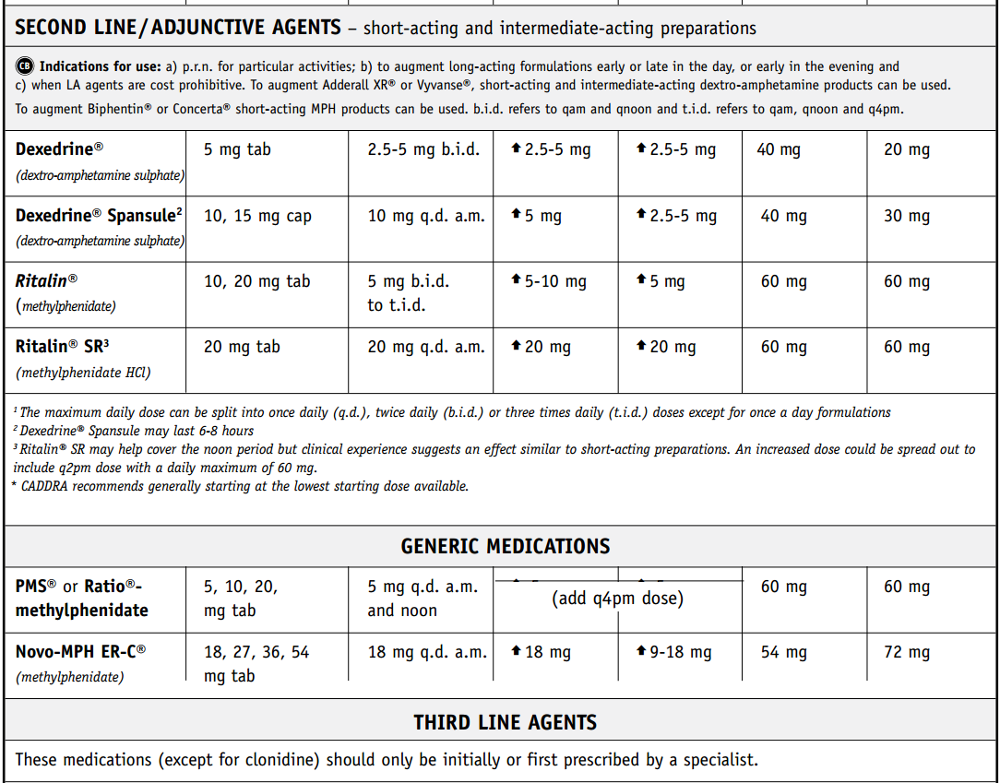 SECOND LINE/ADJUNCTIVE AGENTS – short-acting and intermediate-acting preparations
CB Indications for use: a) p.r.n. for particular activities; b) to augment long-acting formulations early or late in the day, or early in the evening and
c) when LA agents are cost prohibitive. To augment Adderall XR® or Vyvanse®, short-acting and intermediate-acting dextro-amphetamine products can be used.
To augment Biphentin® or Concerta® short-acting MPH products can be used. b.i.d. refers to qam and qnoon and t.i.d. refers to qam, qnoon and q4pm.
Dexedrine® 5 mg tab 2.5-5 mg b.i.d. ⬆ 2.5-5 mg ⬆ 2.5-5 mg 40 mg 20 mg
(dextro-amphetamine sulphate)
Dexedrine® Spansule² 10, 15 mg cap 10 mg q.d. a.m. ⬆ 5 mg ⬆ 2.5-5 mg 40 mg 30 mg
(dextro-amphetamine sulphate)
Ritalin® 10, 20 mg tab 5 mg b.i.d. ⬆ 5-10 mg ⬆ 5 mg 60 mg 60 mg
(methylphenidate) to t.i.d.
Ritalin® SR³ 20 mg tab 20 mg q.d. a.m. ⬆ 20 mg ⬆ 20 mg 60 mg 60 mg
(methylphenidate HCl)
¹ The maximum daily dose can be split into once daily (q.d.), twice daily (b.i.d.) or three times daily (t.i.d.) doses except for once a day formulations
² Dexedrine® Spansule may last 6-8 hours
³ Ritalin® SR may help cover the noon period but clinical experience suggests an effect similar to short-acting preparations. An increased dose could be spread out to
include q2pm dose with a daily maximum of 60 mg.
* CADDRA recommends generally starting at the lowest starting dose available.
GENERIC MEDICATIONS
PMS® or Ratio®- 5, 10, 20, 5 mg q.d. a.m. 60 mg 60 mg
methylphenidate mg tab and noon (add q4pm dose)
Novo-MPH ER-C® 18, 27, 36, 54 18 mg q.d. a.m. ⬆ 18 mg ⬆ 9-18 mg 54 mg 72 mg
(methylphenidate) mg tab
THIRD LINE AGENTS
These medications (except for clonidine) should only be initially or first prescribed by a specialist.